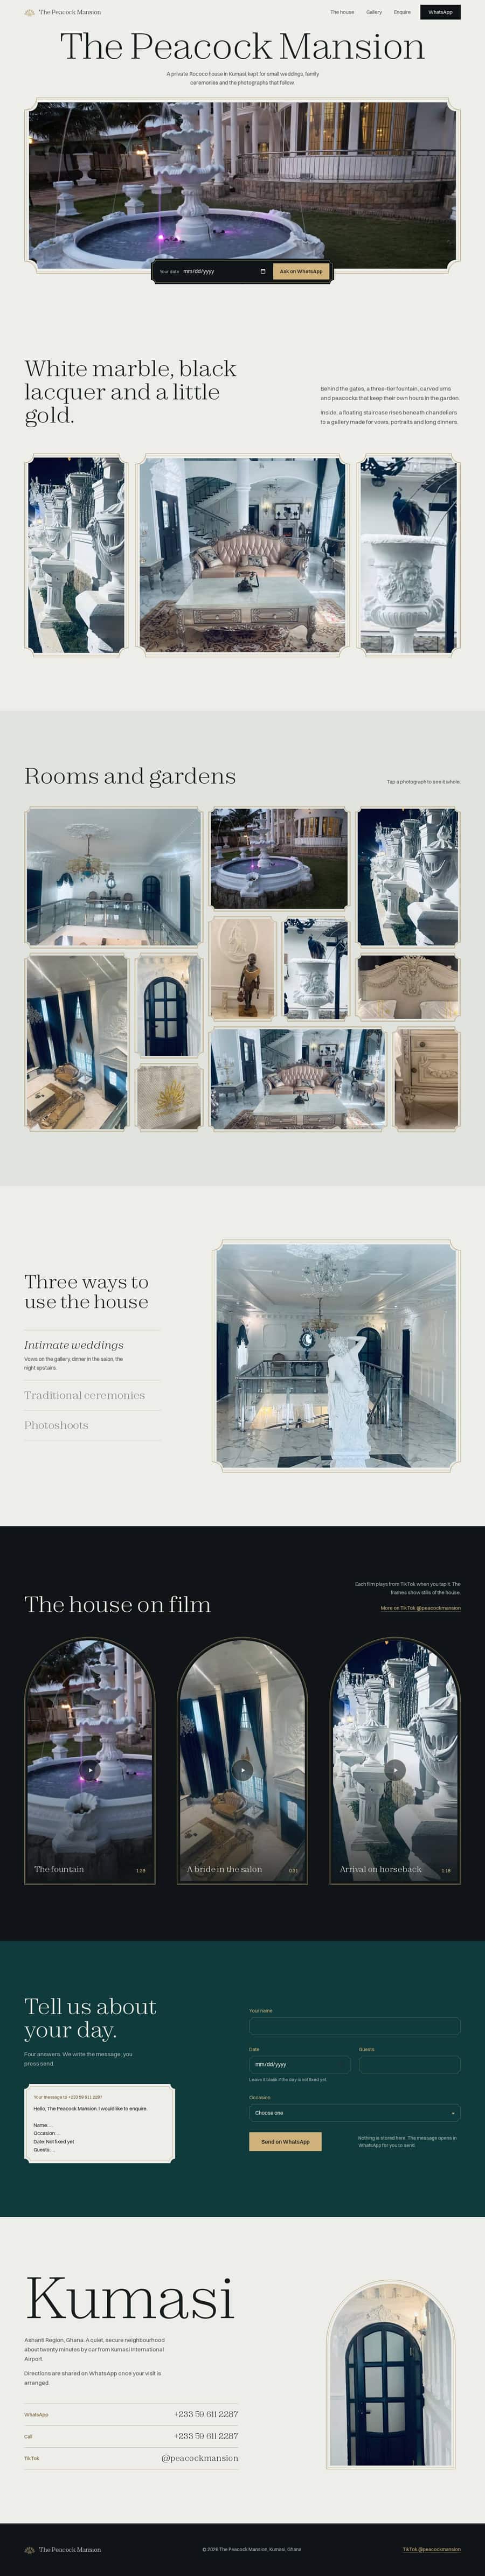 The Peacock Mansion
The house Gallery Enquire WhatsApp
The Peacock Mansion
A private Rococo house in Kumasi, kept for small weddings, family
ceremonies and the photographs that follow.
Your date mm/dd/yyyy Ask on WhatsApp
White marble, black
lacquer and a little
gold.
Behind the gates, a three-tier fountain, carved urns
and peacocks that keep their own hours in the garden.
Inside, a floating staircase rises beneath chandeliers
to a gallery made for vows, portraits and long dinners.
Rooms and gardens
Tap a photograph to see it whole.
Three ways to
use the house
Intimate weddings
Vows on the gallery, dinner in the salon, the
night upstairs.
Traditional ceremonies
Photoshoots
The house on film
Each film plays from TikTok when you tap it. The
frames show stills of the house.
More on TikTok @peacockmansion
The fountain 1:29
A bride in the salon 0:31
Arrival on horseback 1:18
Tell us about
your day.
Four answers. We write the message, you
press send.
Your message to +233 59 611 2287
Hello, The Peacock Mansion. I would like to enquire.
Name: …
Occasion: …
Date: Not fixed yet
Guests: …
Your name
Date
mm/dd/yyyy
Guests
Leave it blank if the day is not fixed yet.
Occasion
Choose one
Send on WhatsApp
Nothing is stored here. The message opens in
WhatsApp for you to send.
Kumasi
Ashanti Region, Ghana. A quiet, secure neighbourhood
about twenty minutes by car from Kumasi International
Airport.
Directions are shared on WhatsApp once your visit is
arranged.
WhatsApp +233 59 611 2287
Call +233 59 611 2287
TikTok @peacockmansion
The Peacock Mansion
© 2026 The Peacock Mansion, Kumasi, Ghana
TikTok @peacockmansion